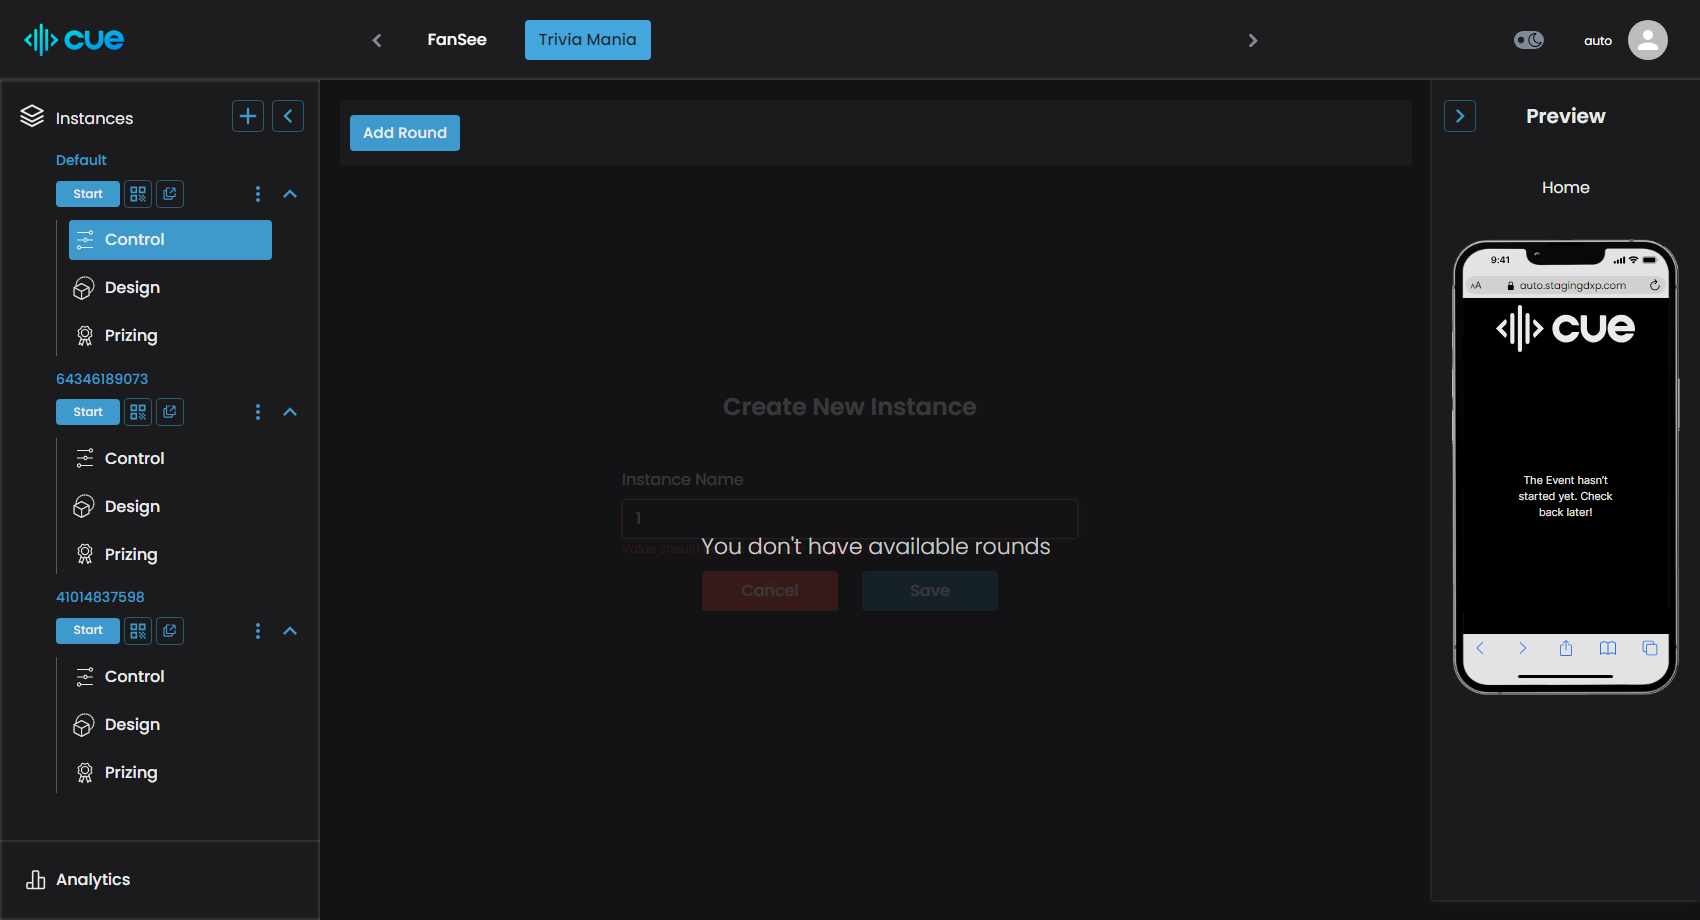 cue
FanSee
Trivia Mania
auto
Instances
Default
Start
Control
Design
Prizing
64346189073
Start
Control
Design
Prizing
41014837598
Start
Control
Design
Prizing
Analytics
Add Round
Create New Instance
Instance Name
1
Value should
You don't have available rounds
Cancel
Save
Preview
Home
9:41
AA
auto.stagingdxp.com
cue
The Event hasn't
started yet. Check
back later!